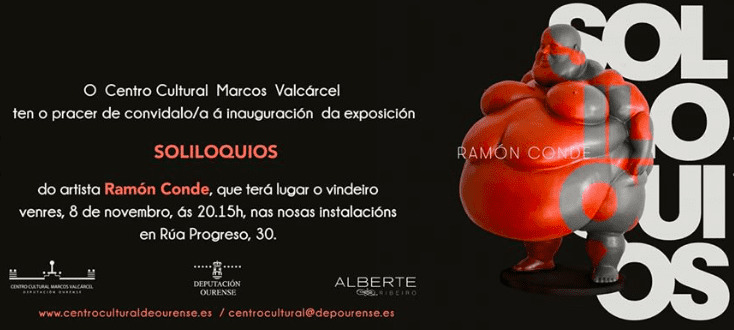 O Centro Cultural Marcos Valcárcel
ten o pracer de convidalo/a á inauguración da exposición
SOLILOQUIOS
do artista Ramón Conde, que terá lugar o vindeiro
venres, 8 de novembro, ás 20.15h, nas nosas instalacións
en Rúa Progreso, 30.
CENTRO CULTURAL MARCOS VALCÁRCEL
DEPUTACIÓN OURENSE
DEPUTACIÓN
OURENSE
ALBERTE
RIBEIRO
www.centroculturaldeourense.es / centrocultural@depourense.es
SOL
ILO
QUI
OS
RAMÓN CONDE